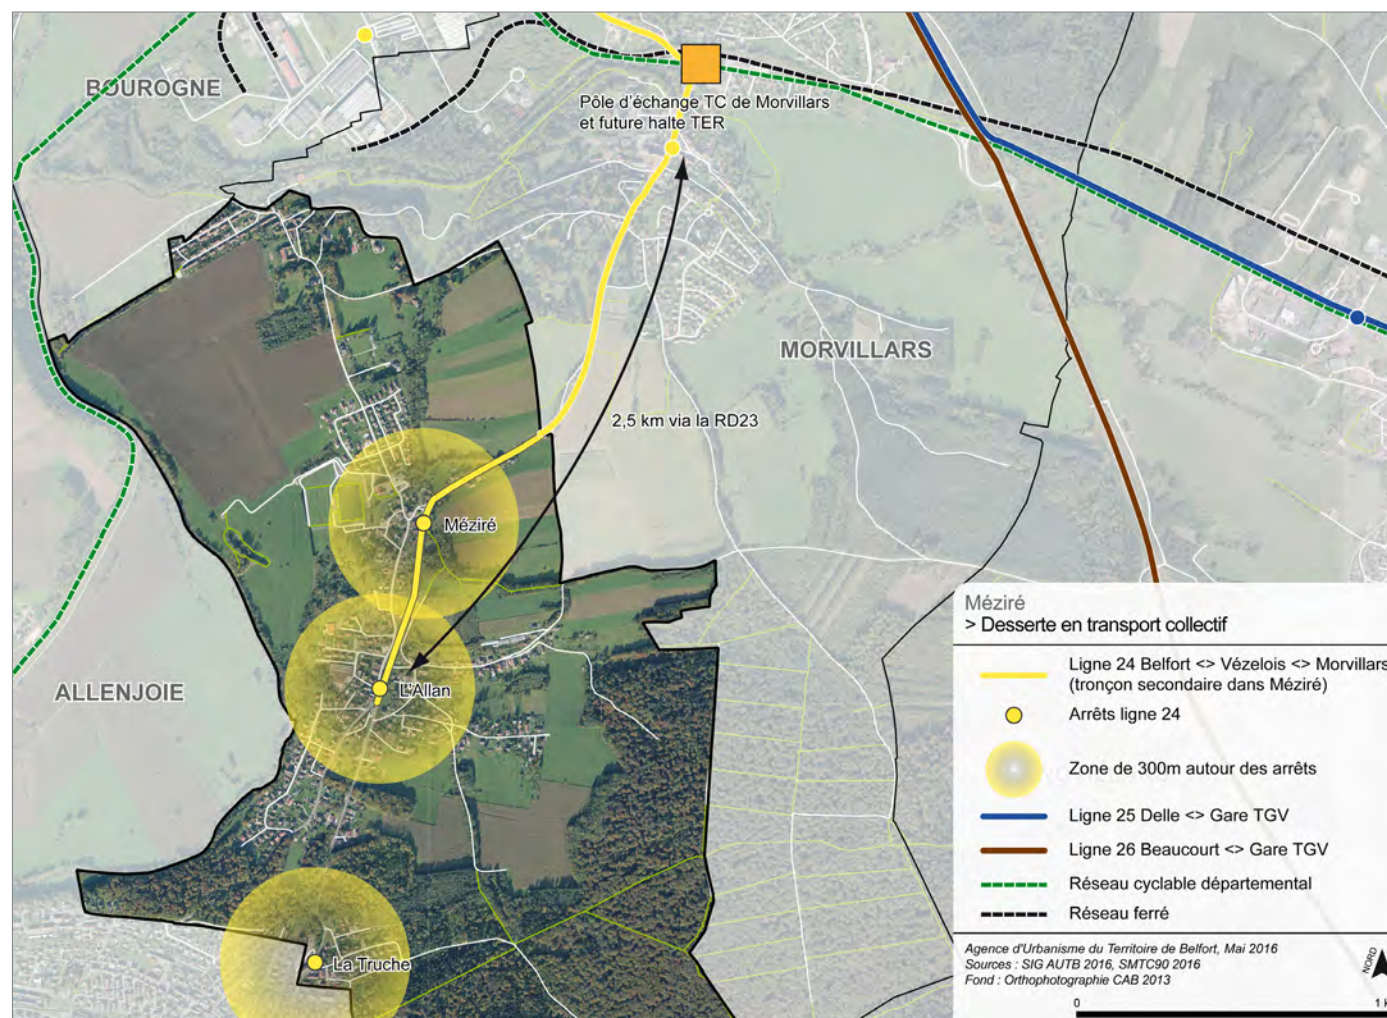 BOUROGNE
Pôle d'échange TC de Morvillars
et future halte TER
MORVILLARS
2,5 km via la RD23
Méziré
L'Allan
ALLENJOIE
La Truche
Méziré
> Desserte en transport collectif
Ligne 24 Belfort <> Vézelois <> Morvillars
(tronçon secondaire dans Méziré)
Arrêts ligne 24
Zone de 300m autour des arrêts
Ligne 25 Delle <> Gare TGV
Ligne 26 Beaucourt <> Gare TGV
Réseau cyclable départemental
Réseau ferré
Agence d'Urbanisme du Territoire de Belfort, Mai 2016
Sources : SIG AUTB 2016, SMTC90 2016
Fond : Orthophotographie CAB 2013
NORD
0
1 k